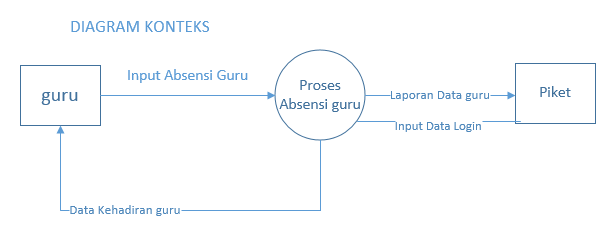 DIAGRAM KONTEKS
Input Absensi Guru
guru
Proses
Absensi guru
Laporan Data guru
Piket
Input Data Login
Data Kehadiran guru